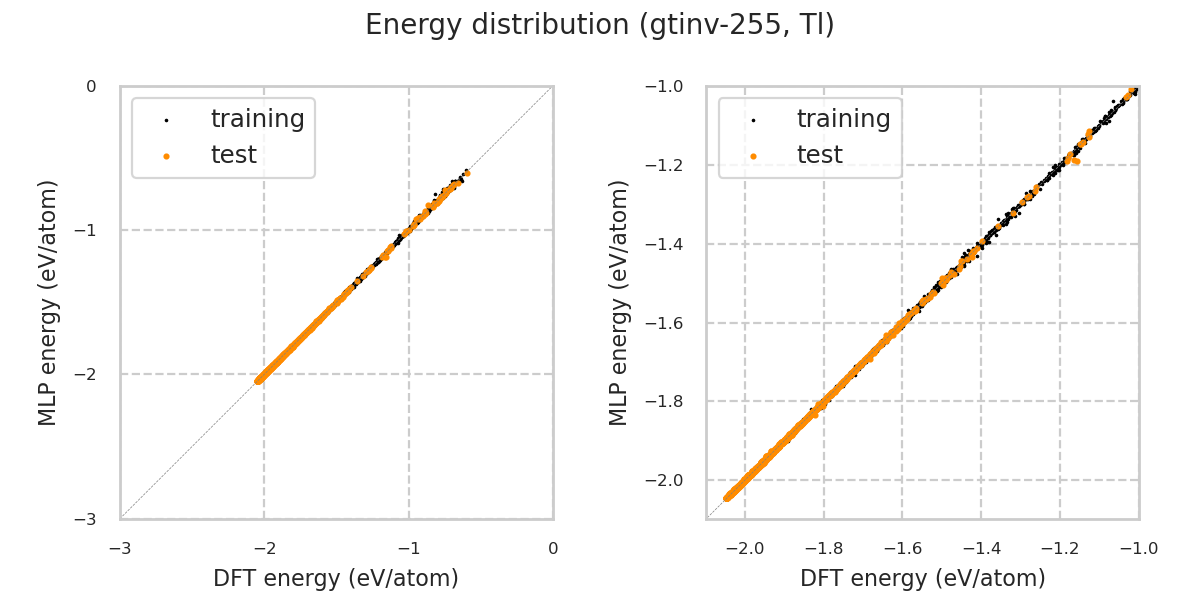 Energy distribution (gtinv-255, Tl)
MLP energy (eV/atom)
0
−1
−2
−3
training
test
−3
−2
−1
0
DFT energy (eV/atom)
MLP energy (eV/atom)
−1.0
−1.2
−1.4
−1.6
−1.8
−2.0
training
test
−2.0
−1.8
−1.6
−1.4
−1.2
−1.0
DFT energy (eV/atom)